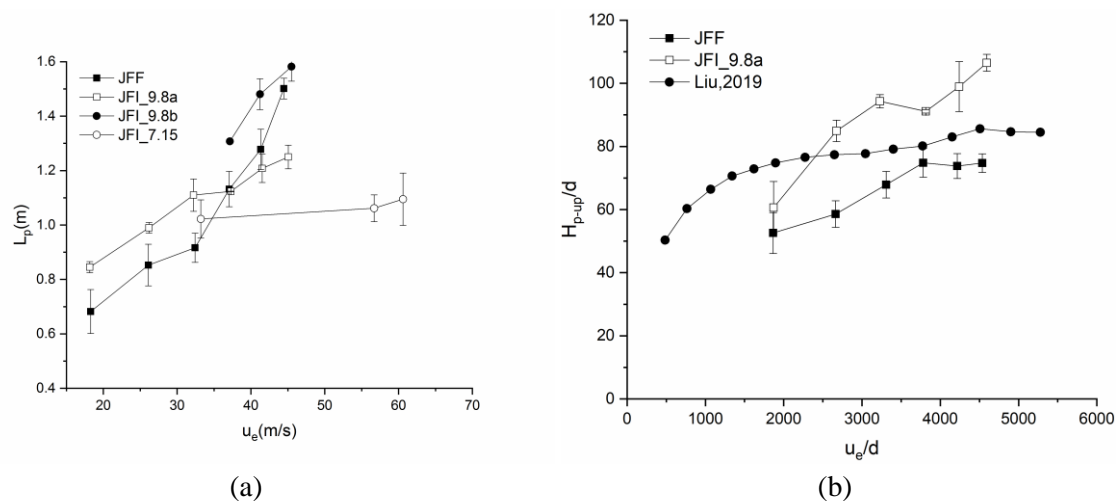 JFF
JFI_9.8a
JFI_9.8b
JFI_7.15
1.6
1.4
1.2
1.0
0.8
0.6
0.4
Lp(m)
20 30 40 50 60 70
ue(m/s)
(a)
JFF
JFI_9.8a
Liu,2019
120
100
80
60
40
20
0
Hp-up/d
0 1000 2000 3000 4000 5000 6000
ue/d
(b)